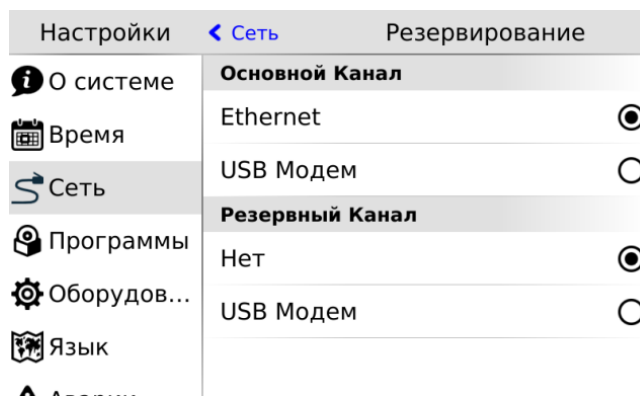 Настройки
Сеть
Резервирование
О системе
Время
Сеть
Программы
Оборудов...
Язык
Основной Канал
Ethernet
USB Модем
Резервный Канал
Нет
USB Модем